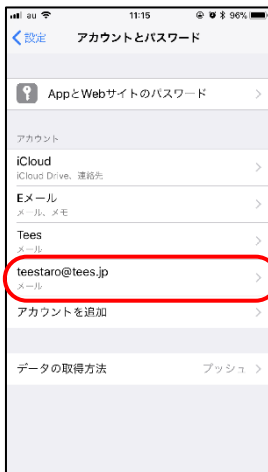 au 11:15 96%
設定 アカウントとパスワード
AppとWebサイトのパスワード
アカウント
iCloud
iCloud Drive、連絡先
Eメール
メール、メモ
Tees
メール
teestaro@tees.jp
メール
アカウントを追加
データの取得方法 プッシュ